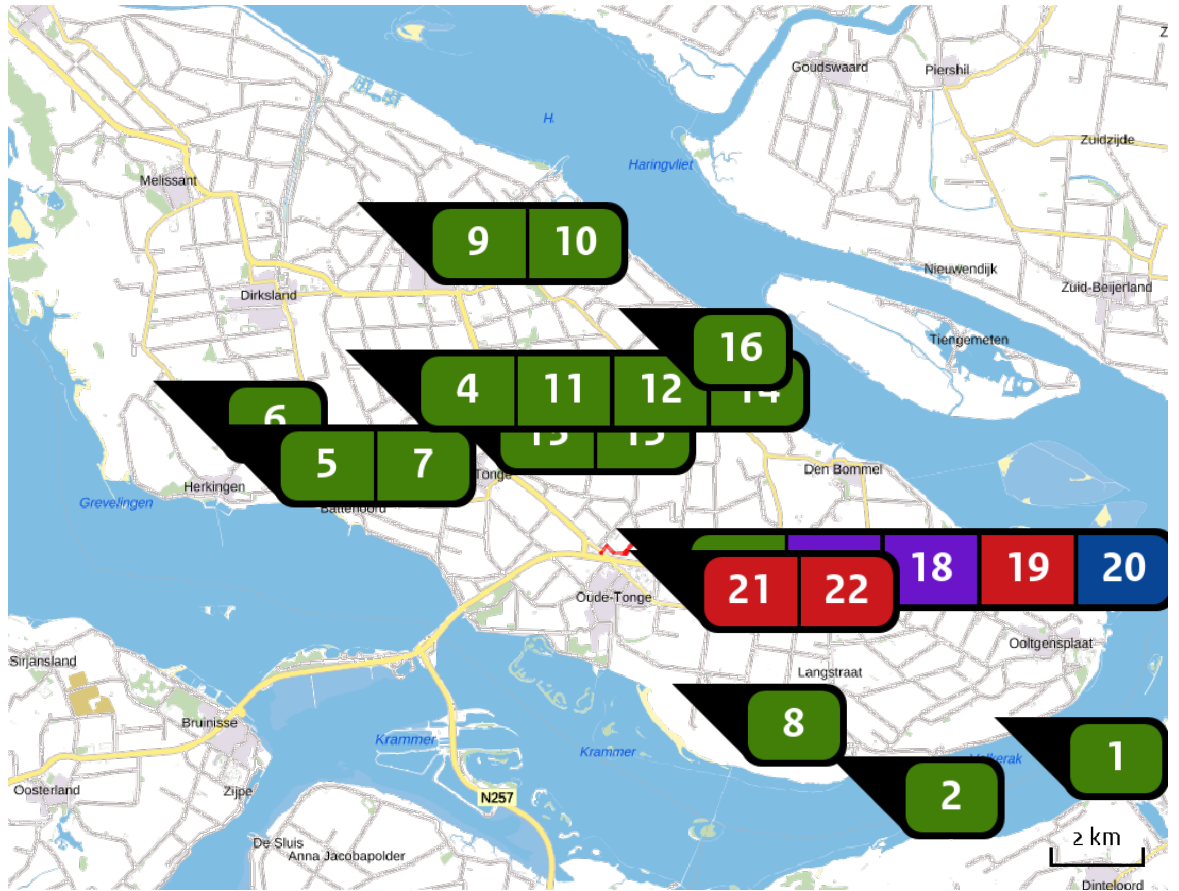 Z
Goudswaard
Piershil
H.
Haringvliet
Zuidzijde
Melissant
9 10
Nieuwendijk
Zuid-Beijerland
Dirksland
Tiengemeten
16
4 11 12 14
6
5 7
Tonge
Den Bommel
Herkingen
Grevelingen
Battenoord
18 19 20
21 22
Oude-Tonge
Ooltgensplaat
Sirjansland
Langstraat
Bruinisse
8
Krammer
Krammer
1
2
Oosterland
Zijpe
N257
2 km
De Sluis
Anna Jacobapolder
Dinteloord